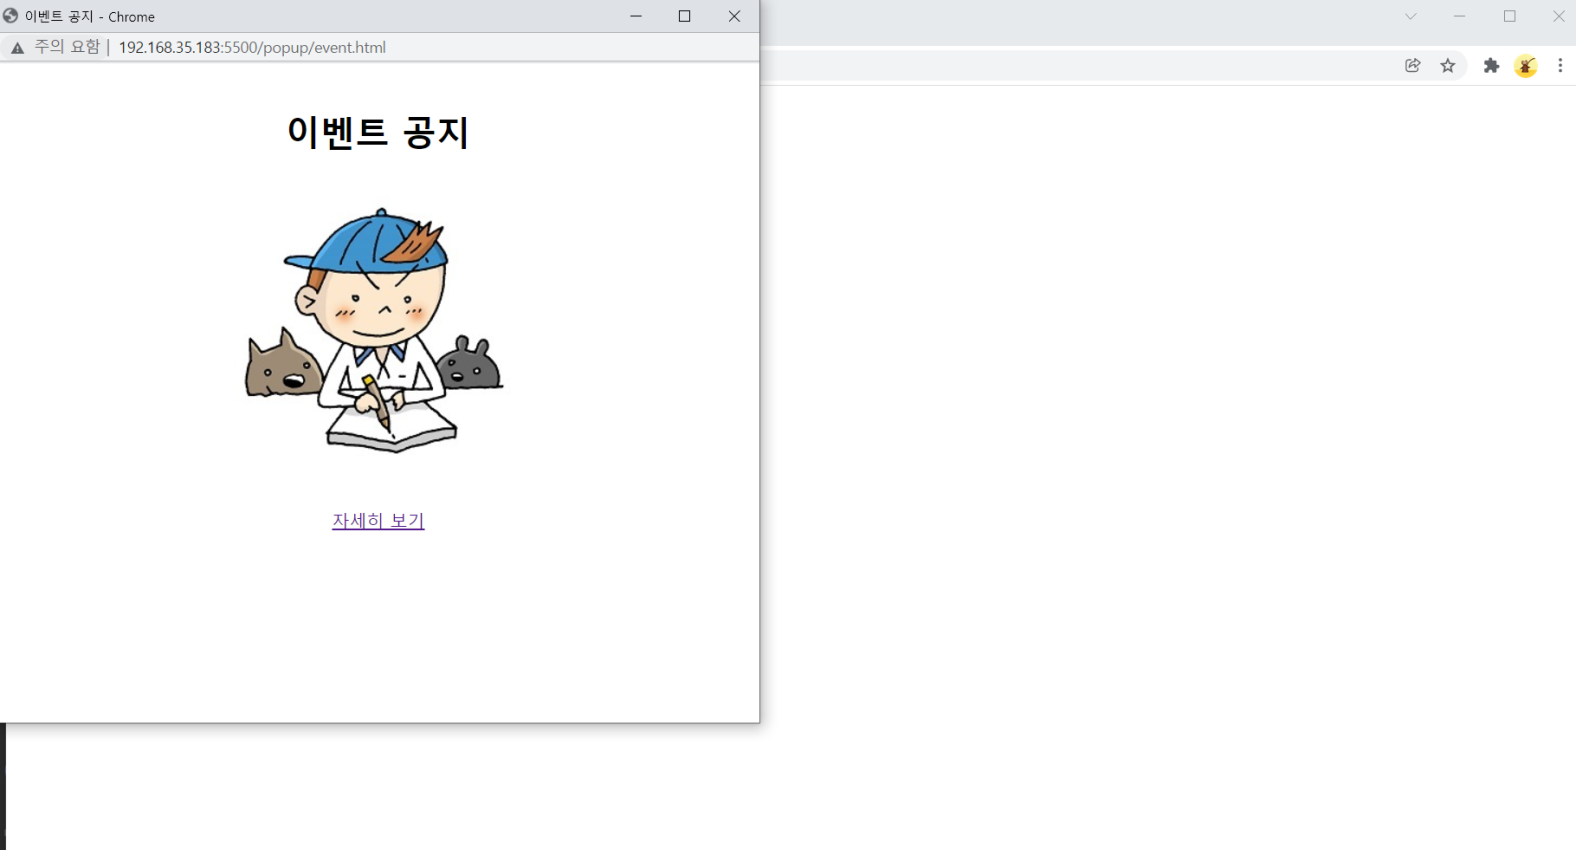 이벤트 공지 - Chrome
주의 요함 | 192.168.35.183:5500/popup/event.html
이벤트 공지
자세히 보기